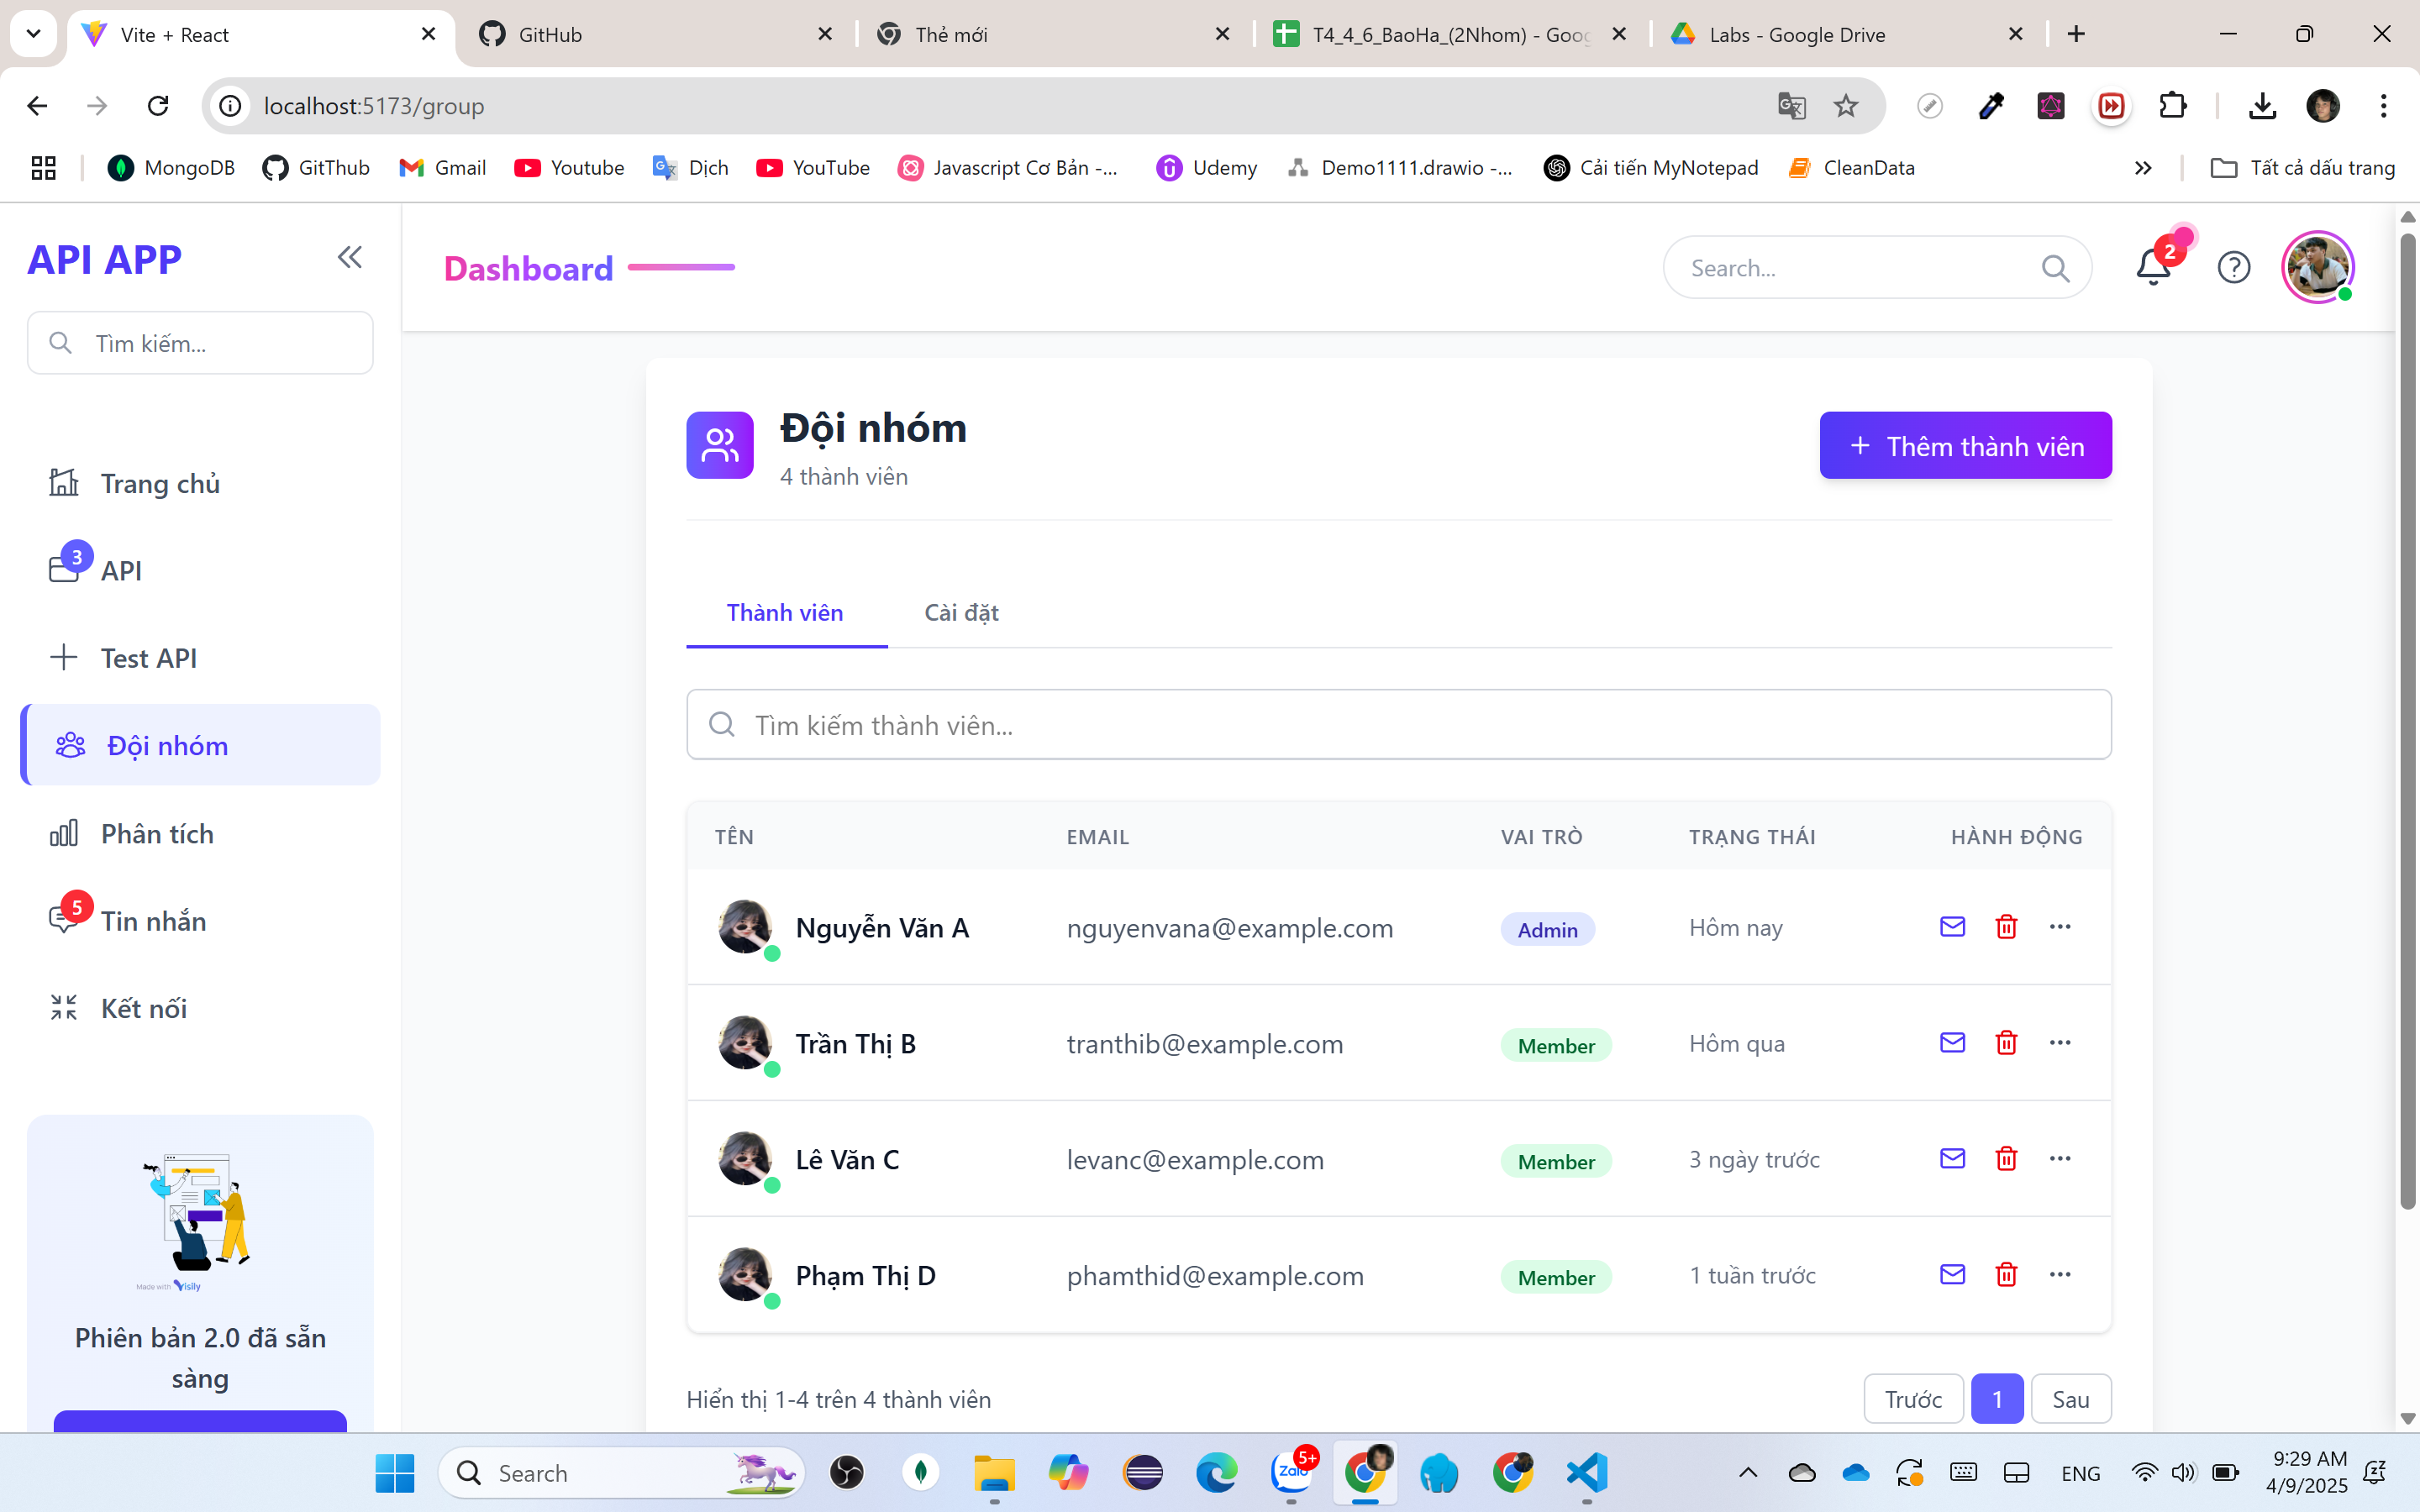 Vite + React
GitHub
Thẻ mới
T4_4_6_BaoHa_(2Nhom) - Goog
Labs - Google Drive
localhost:5173/group
MongoDB
GitThub
Gmail
Youtube
Dịch
YouTube
Javascript Cơ Bản -...
Udemy
Demo1111.drawio -...
Cải tiến MyNotepad
CleanData
Tất cả dấu trang
API APP
Tìm kiếm...
Trang chủ
3
API
Test API
Đội nhóm
Phân tích
5
Tin nhắn
Kết nối
Made with Visily
Phiên bản 2.0 đã sẵn
sàng
Dashboard
Search...
2
Đội nhóm
4 thành viên
Thêm thành viên
Thành viên
Cài đặt
Tìm kiếm thành viên...
TÊN EMAIL VAI TRÒ TRẠNG THÁI HÀNH ĐỘNG
Nguyễn Văn A nguyenvana@example.com Admin Hôm nay
Trần Thị B tranthib@example.com Member Hôm qua
Lê Văn C levanc@example.com Member 3 ngày trước
Phạm Thị D phamthid@example.com Member 1 tuần trước
Hiển thị 1-4 trên 4 thành viên
Trước 1 Sau
Search
Zalo
5+
ENG
9:29 AM
4/9/2025